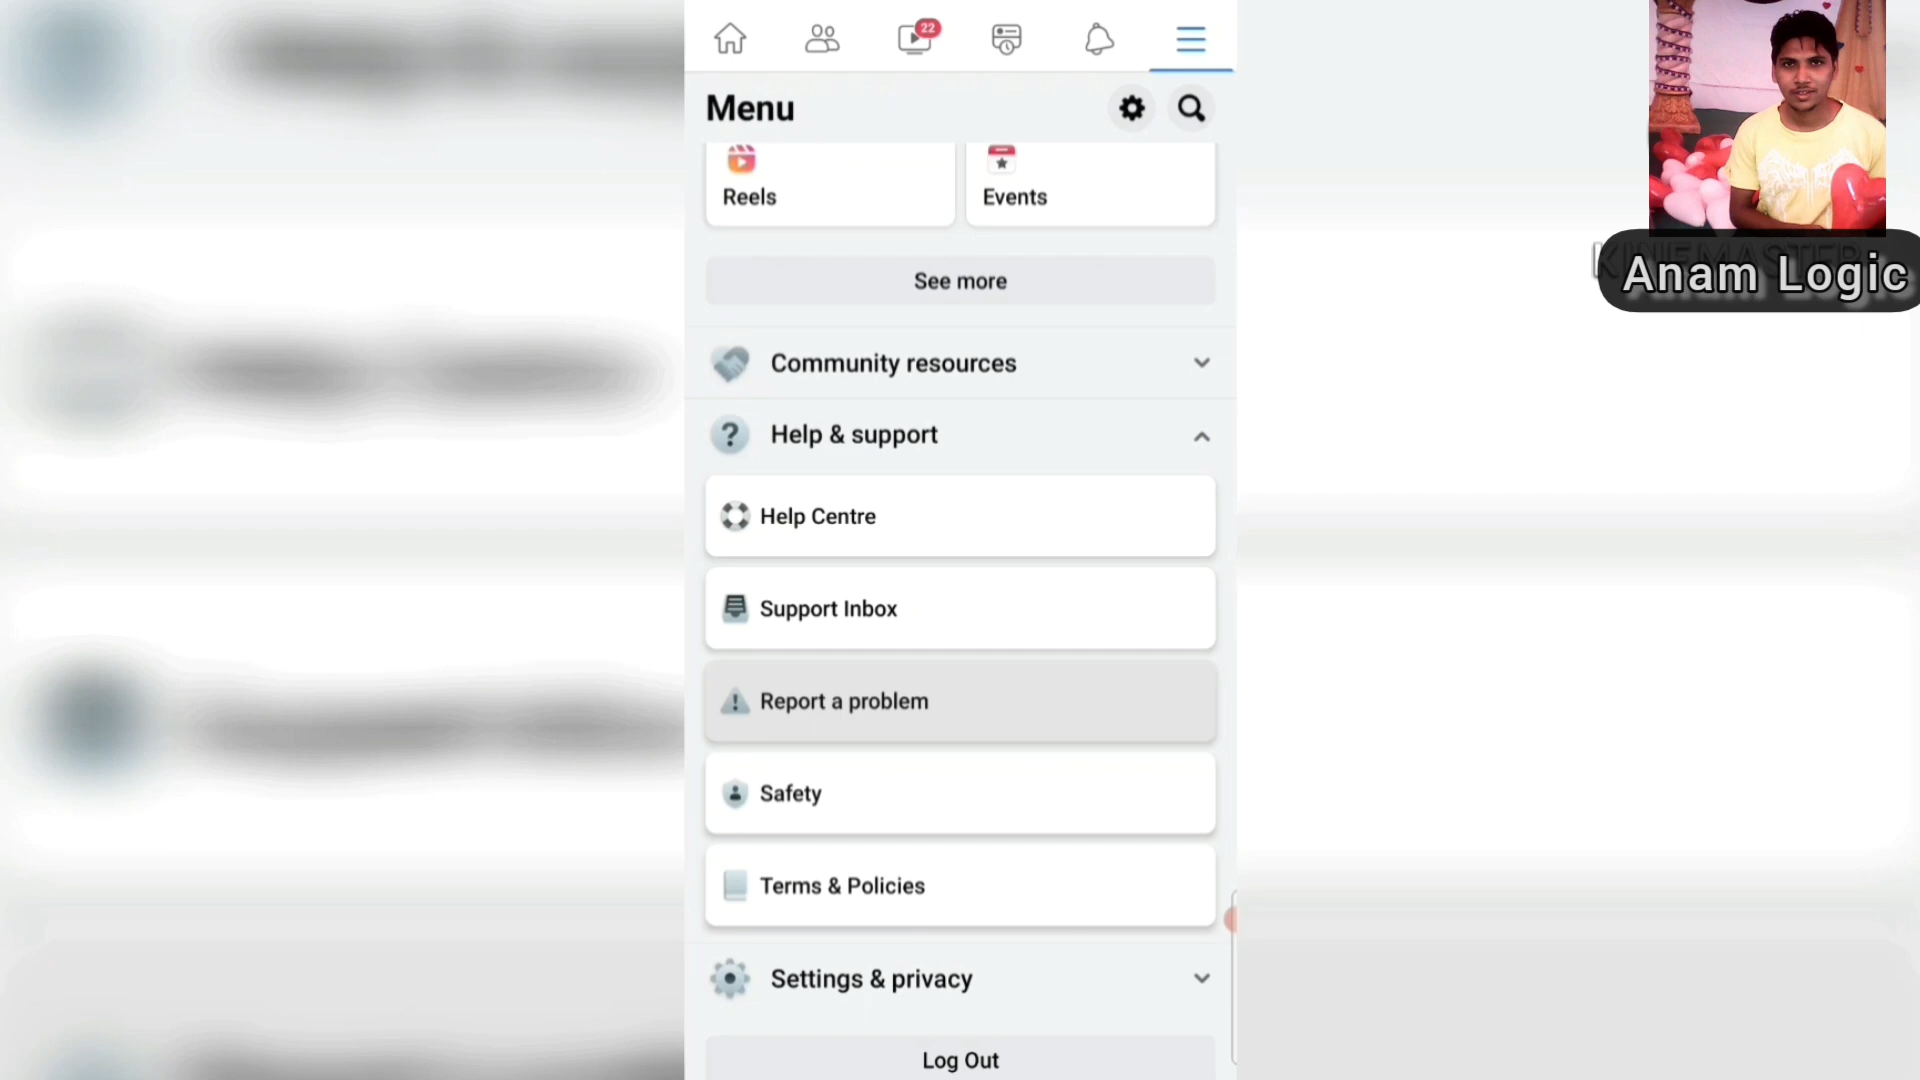 22
Menu
Reels
Events
See more
Community resources
Help & support
Help Centre
Support Inbox
Report a problem
Safety
Terms & Policies
Settings & privacy
Log Out
KINEMASTER
Anam Logic